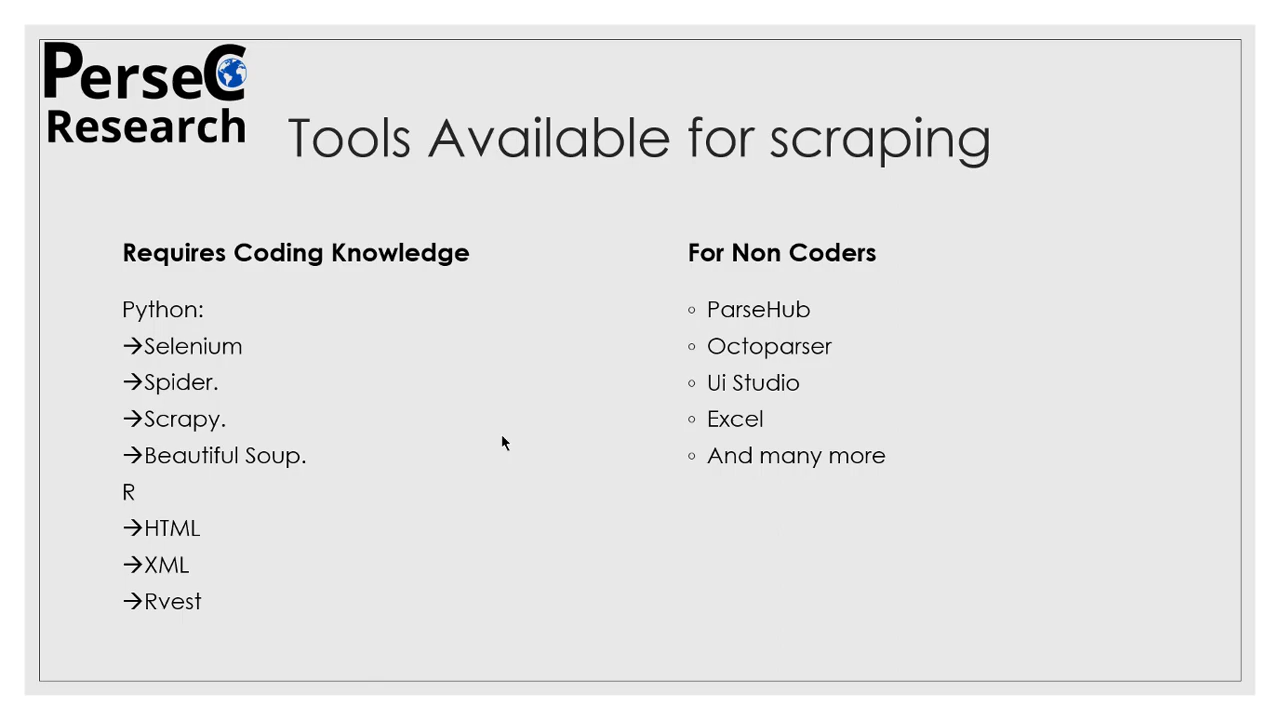 PerseC
Research
Tools Available for scraping
Requires Coding Knowledge
Python:
→Selenium
→Spider.
→Scrapy.
→Beautiful Soup.
R
→HTML
→XML
→Rvest
For Non Coders
◦ ParseHub
◦ Octoparser
◦ Ui Studio
◦ Excel
◦ And many more